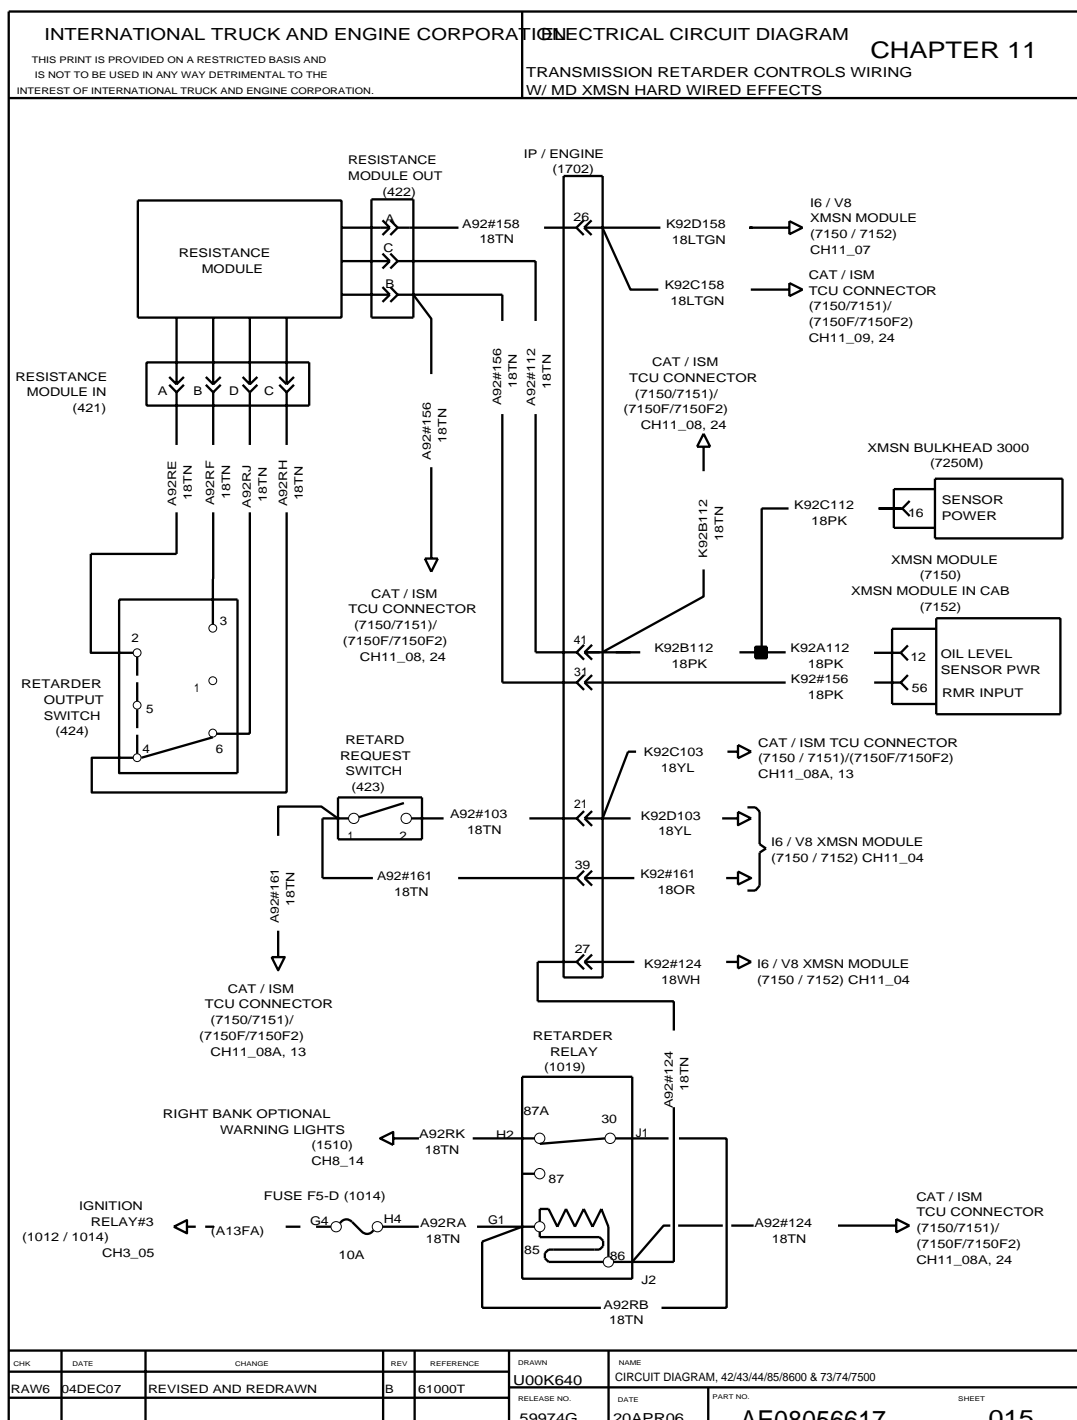 INTERNATIONAL TRUCK AND ENGINE CORPORATION
THIS PRINT IS PROVIDED ON A RESTRICTED BASIS AND
IS NOT TO BE USED IN ANY WAY DETRIMENTAL TO THE
INTEREST OF INTERNATIONAL TRUCK AND ENGINE CORPORATION.
ELECTRICAL CIRCUIT DIAGRAM
CHAPTER 11
TRANSMISSION RETARDER CONTROLS WIRING
W/ MD XMSN HARD WIRED EFFECTS
RESISTANCE
MODULE OUT
(422)
IP / ENGINE
(1702)
RESISTANCE
MODULE
A
C
B
A92#158
18TN
26
K92D158
18LTGN
I6 / V8
XMSN MODULE
(7150 / 7152)
CH11_07
K92C158
18LTGN
CAT / ISM
TCU CONNECTOR
(7150/7151)/
(7150F/7150F2)
CH11_09, 24
RESISTANCE
MODULE IN
(421)
A
B
D
C
A92#156
18TN
A92#156
18TN
A92#112
18TN
CAT / ISM
TCU CONNECTOR
(7150/7151)/
(7150F/7150F2)
CH11_08, 24
A92RE
18TN
A92RF
18TN
A92RJ
18TN
A92RH
18TN
K92B112
18TN
XMSN BULKHEAD 3000
(7250M)
K92C112
18PK
16
SENSOR
POWER
XMSN MODULE
(7150)
XMSN MODULE IN CAB
(7152)
CAT / ISM
TCU CONNECTOR
(7150/7151)/
(7150F/7150F2)
CH11_08, 24
RETARDER
OUTPUT
SWITCH
(424)
2
3
1
5
4
6
41
K92B112
18PK
K92A112
18PK
12
OIL LEVEL
SENSOR PWR
31
K92#156
18PK
56
RMR INPUT
RETARD
REQUEST
SWITCH
(423)
1
2
A92#103
18TN
21
K92C103
18YL
CAT / ISM TCU CONNECTOR
(7150 / 7151)/(7150F/7150F2)
CH11_08A, 13
K92D103
18YL
I6 / V8 XMSN MODULE
(7150 / 7152) CH11_04
A92#161
18TN
39
K92#161
18OR
A92#161
18TN
27
K92#124
18WH
I6 / V8 XMSN MODULE
(7150 / 7152) CH11_04
CAT / ISM
TCU CONNECTOR
(7150/7151)/
(7150F/7150F2)
CH11_08A, 13
RETARDER
RELAY
(1019)
A92#124
18TN
87A
30
RIGHT BANK OPTIONAL
WARNING LIGHTS
(1510)
CH8_14
A92RK
18TN
H2
J1
87
IGNITION
RELAY#3
(1012 / 1014)
CH3_05
(A13FA)
FUSE F5-D (1014)
G4
H4
10A
A92RA
18TN
G1
85
86
J2
A92#124
18TN
CAT / ISM
TCU CONNECTOR
(7150/7151)/
(7150F/7150F2)
CH11_08A, 24
A92RB
18TN
CHK DATE CHANGE REV REFERENCE
RAW6 04DEC07 REVISED AND REDRAWN B 61000T
DRAWN
U00K640
NAME
CIRCUIT DIAGRAM, 42/43/44/85/8600 & 73/74/7500
RELEASE NO.
59974G
DATE
20APR06
PART NO.
AE08056617
SHEET
015